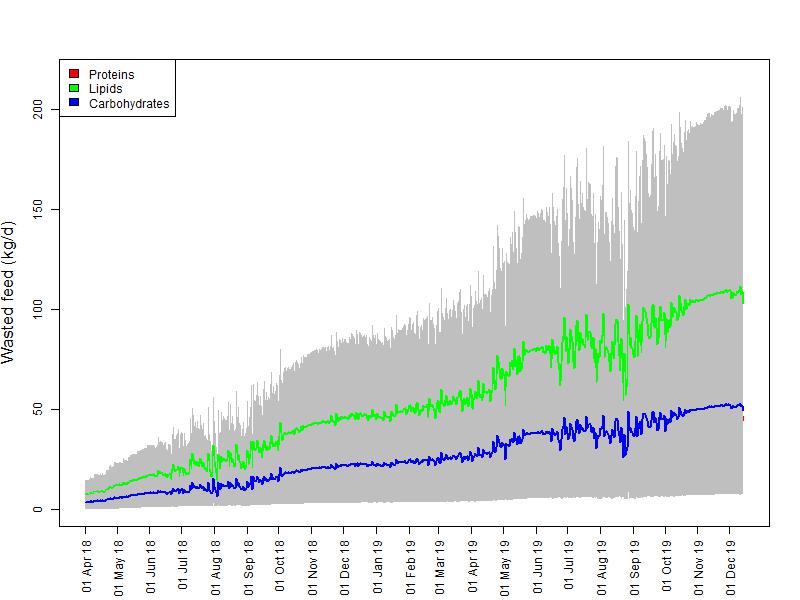 Proteins
Lipids
Carbohydrates
Wasted feed (kg/d)
200
150
100
50
0
01 Apr 18
01 May 18
01 Jun 18
01 Jul 18
01 Aug 18
01 Sep 18
01 Oct 18
01 Nov 18
01 Dec 18
01 Jan 19
01 Feb 19
01 Mar 19
01 Apr 19
01 May 19
01 Jun 19
01 Jul 19
01 Aug 19
01 Sep 19
01 Oct 19
01 Nov 19
01 Dec 19